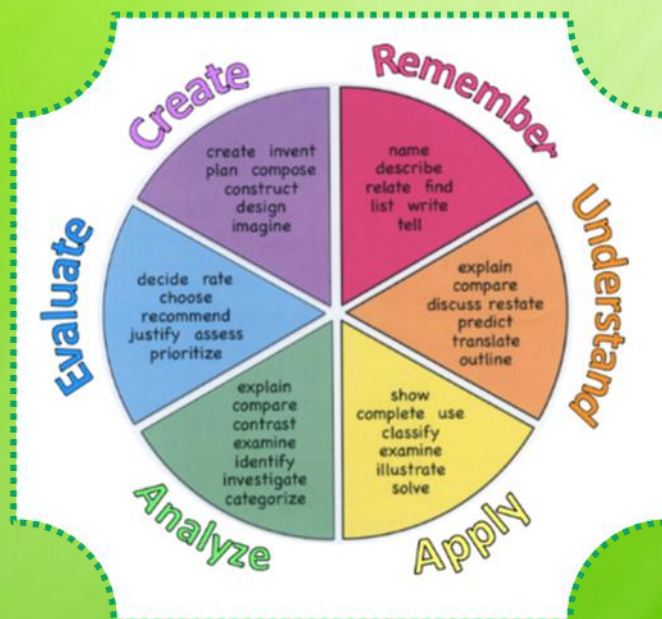 Remember
name
describe
relate find
list write
tell
Understand
explain
compare
discuss restate
predict
translate
outline
Apply
show
complete use
classify
examine
illustrate
solve
Analyze
explain
compare
contrast
examine
identify
investigate
categorize
Evaluate
decide rate
choose
recommend
justify assess
prioritize
Create
create invent
plan compose
construct
design
imagine